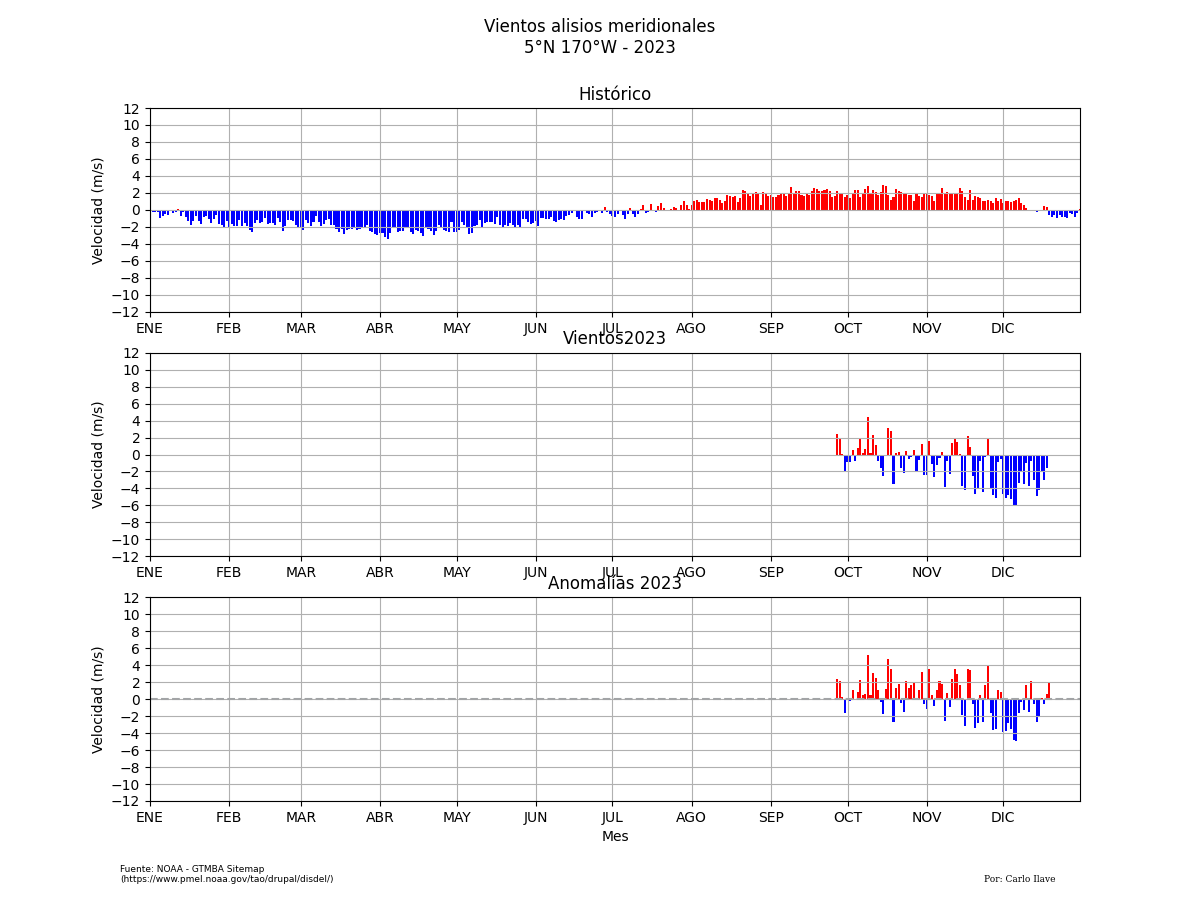 Vientos alisios meridionales
5°N 170°W - 2023
Histórico
Velocidad (m/s)
12
10
8
6
4
2
0
−2
−4
−6
−8
−10
−12
ENE FEB MAR ABR MAY JUN JUL AGO SEP OCT NOV DIC
Vientos2023
Velocidad (m/s)
12
10
8
6
4
2
0
−2
−4
−6
−8
−10
−12
ENE FEB MAR ABR MAY JUN JUL AGO SEP OCT NOV DIC
Anomalías 2023
Velocidad (m/s)
12
10
8
6
4
2
0
−2
−4
−6
−8
−10
−12
ENE FEB MAR ABR MAY JUN JUL AGO SEP OCT NOV DIC
Mes
Fuente: NOAA - GTMBA Sitemap
(https://www.pmel.noaa.gov/tao/drupal/disdel/)
Por: Carlo Ilave